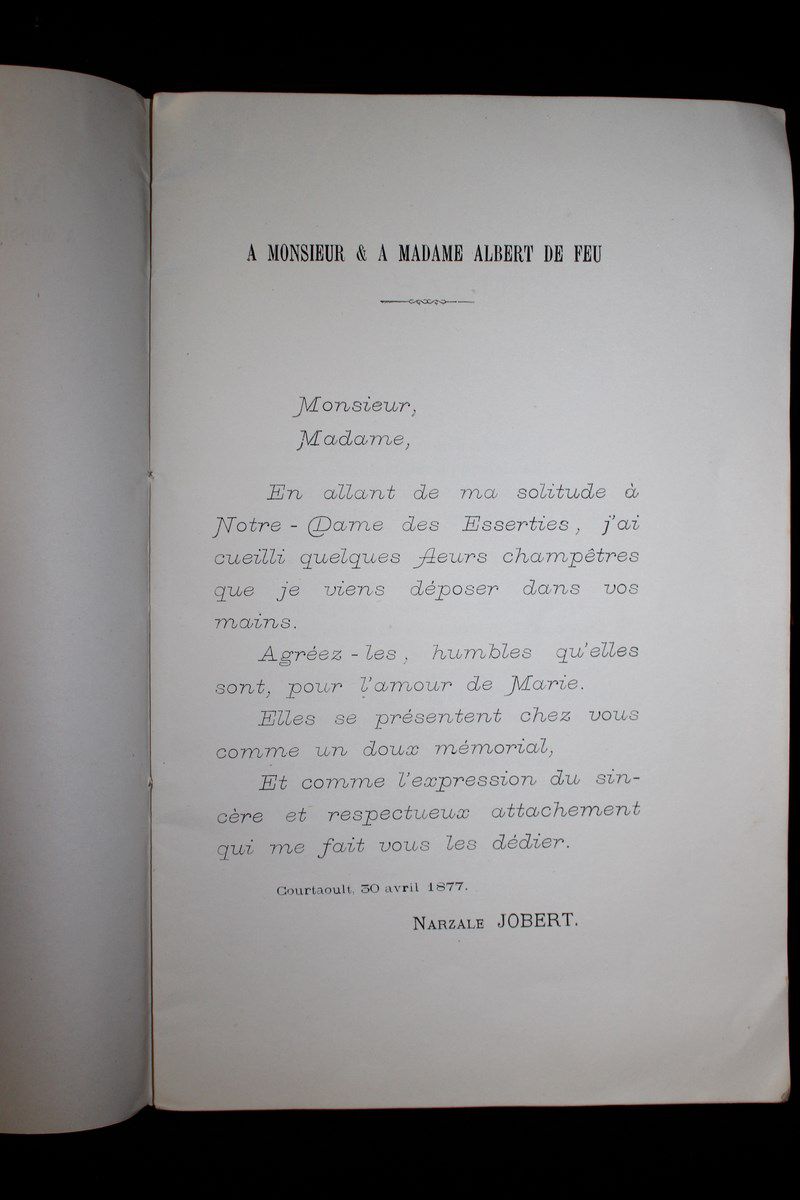 A MONSIEUR & A MADAME ALBERT DE FEU
Monsieur,
Madame,
En allant de ma solitude à
Notre-Dame des Esserties, j'ai
cueilli quelques fleurs champêtres
que je viens déposer dans vos
mains.
Agréez-les, humbles qu'elles
sont, pour l'amour de Marie.
Elles se présentent chez vous
comme un doux mémorial,
Et comme l'expression du sin-
cère et respectueux attachement
qui me fait vous les dédier.
Courtaoult, 30 avril 1877.
NARZALE JOBERT.